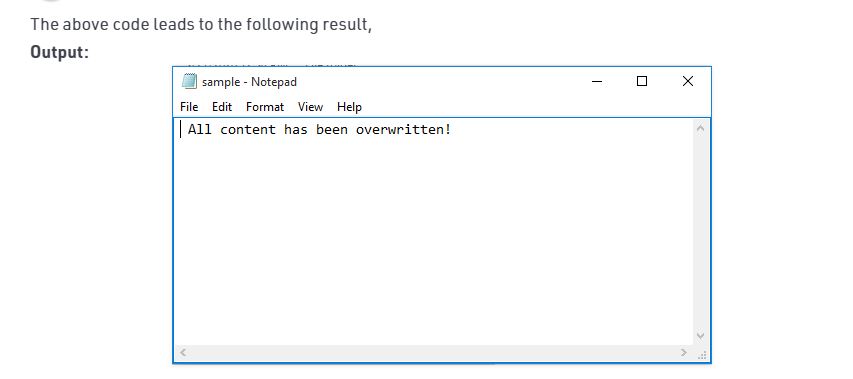 The above code leads to the following result,
Output:
sample - Notepad
File Edit Format View Help
All content has been overwritten!